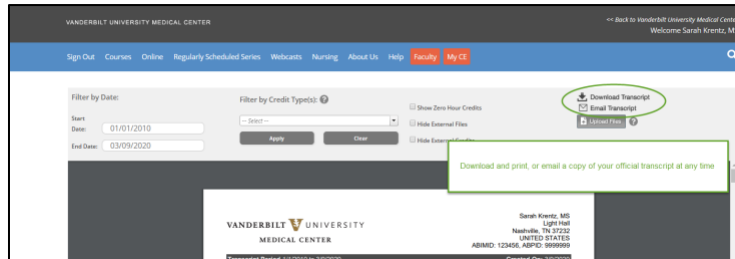 VANDERBILT UNIVERSITY MEDICAL CENTER
<< Back to Vanderbilt University Medical Cente
Welcome Sarah Krentz, M
Sign Out Courses Online Regularly Scheduled Series Webcasts Nursing About Us Help Faculty My CE
Filter by Date:
Start
Date: 01/01/2010
End Date: 03/09/2020
Filter by Credit Type(s):
-- Select --
Apply Clear
Show Zero Hour Credits
Hide External Files
Hide External Credits
Download Transcript
Email Transcript
Upload Files
Download and print, or email a copy of your official transcript at any time
VANDERBILT V UNIVERSITY
MEDICAL CENTER
Sarah Krentz, MS
Light Hall
Nashville, TN 37232
UNITED STATES
ABIMID: 123456, ABPID: 9999999